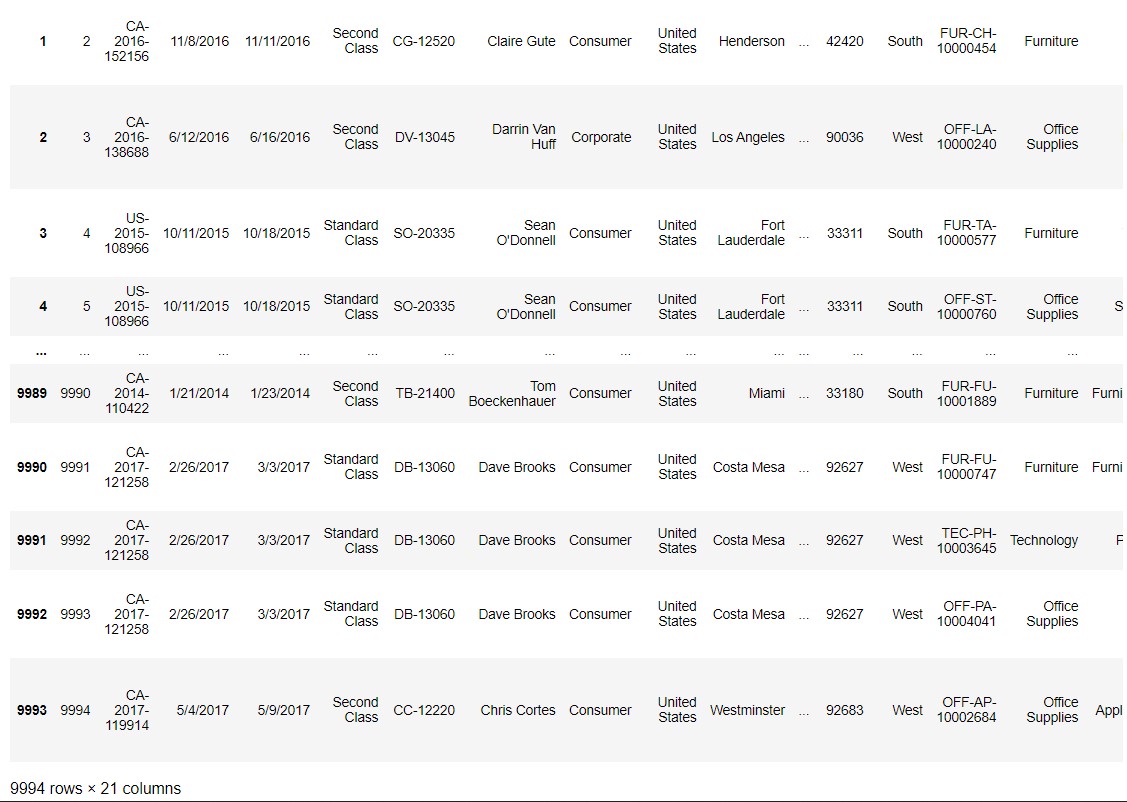 1 2 CA-2016-152156 11/8/2016 11/11/2016 Second Class CG-12520 Claire Gute Consumer United States Henderson ... 42420 South FUR-CH-10000454 Furniture
2 3 CA-2016-138688 6/12/2016 6/16/2016 Second Class DV-13045 Darrin Van Huff Corporate United States Los Angeles ... 90036 West OFF-LA-10000240 Office Supplies
3 4 US-2015-108966 10/11/2015 10/18/2015 Standard Class SO-20335 Sean O'Donnell Consumer United States Fort Lauderdale ... 33311 South FUR-TA-10000577 Furniture
4 5 US-2015-108966 10/11/2015 10/18/2015 Standard Class SO-20335 Sean O'Donnell Consumer United States Fort Lauderdale ... 33311 South OFF-ST-10000760 Office Supplies S
... ... ... ... ... ... ... ... ... ... ... ... ... ... ... ...
9989 9990 CA-2014-110422 1/21/2014 1/23/2014 Second Class TB-21400 Tom Boeckenhauer Consumer United States Miami ... 33180 South FUR-FU-10001889 Furniture Furni
9990 9991 CA-2017-121258 2/26/2017 3/3/2017 Standard Class DB-13060 Dave Brooks Consumer United States Costa Mesa ... 92627 West FUR-FU-10000747 Furniture Furni
9991 9992 CA-2017-121258 2/26/2017 3/3/2017 Standard Class DB-13060 Dave Brooks Consumer United States Costa Mesa ... 92627 West TEC-PH-10003645 Technology
9992 9993 CA-2017-121258 2/26/2017 3/3/2017 Standard Class DB-13060 Dave Brooks Consumer United States Costa Mesa ... 92627 West OFF-PA-10004041 Office Supplies
9993 9994 CA-2017-119914 5/4/2017 5/9/2017 Second Class CC-12220 Chris Cortes Consumer United States Westminster ... 92683 West OFF-AP-10002684 Office Supplies Appl
9994 rows × 21 columns